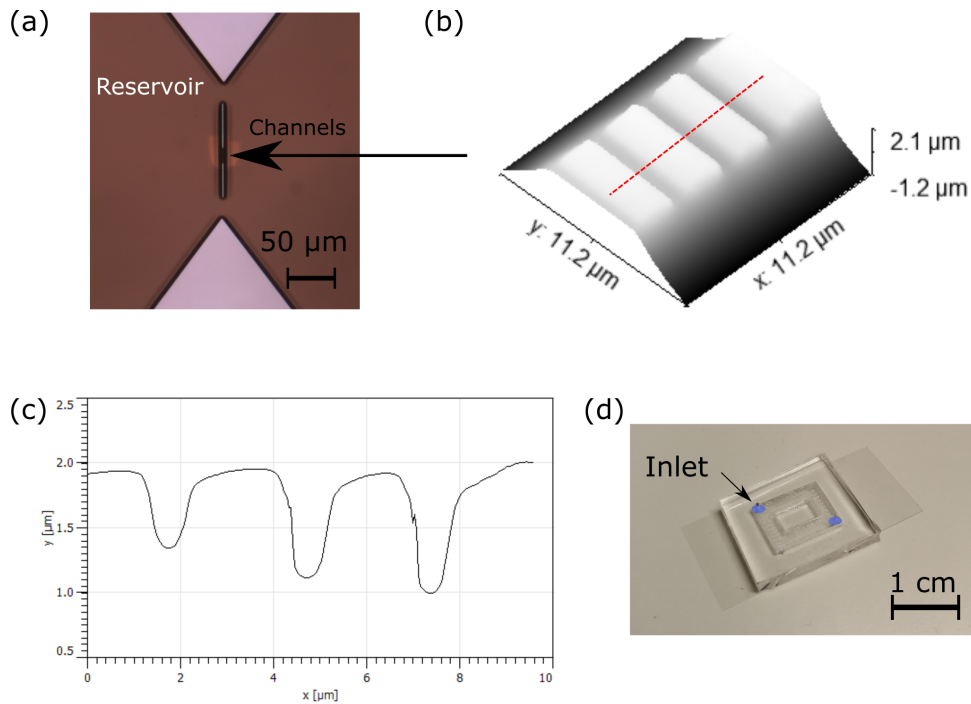 (a)
Reservoir
Channels
50 µm
(b)
2.1 µm
-1.2 µm
y: 11.2 µm
x: 11.2 µm
(c)
2.5
2.0
1.5
1.0
0.5
y [µm]
0
2
4
6
8
10
x [µm]
(d)
Inlet
1 cm